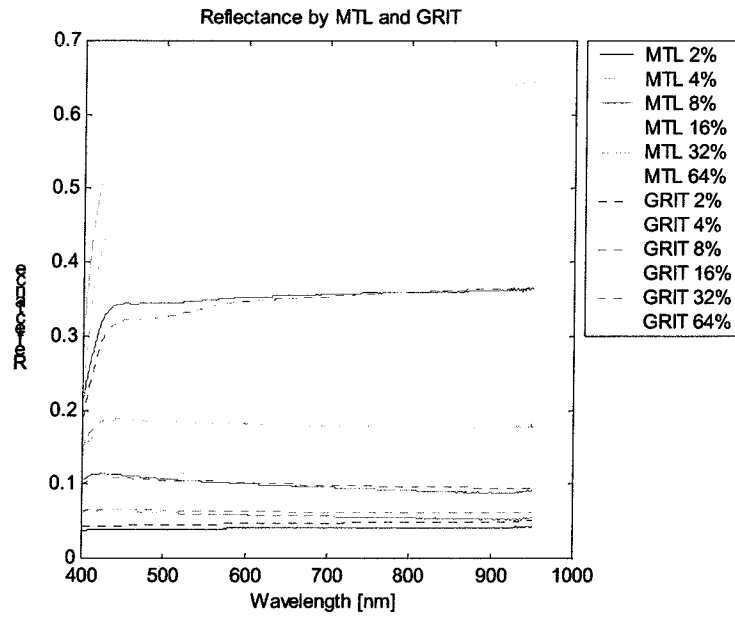 Reflectance by MTL and GRIT
0.7
0.6
0.5
0.4
0.3
0.2
0.1
0
Reflectance
400
500
600
700
800
900
1000
Wavelength [nm]
MTL 2%
MTL 4%
MTL 8%
MTL 16%
MTL 32%
MTL 64%
GRIT 2%
GRIT 4%
GRIT 8%
GRIT 16%
GRIT 32%
GRIT 64%